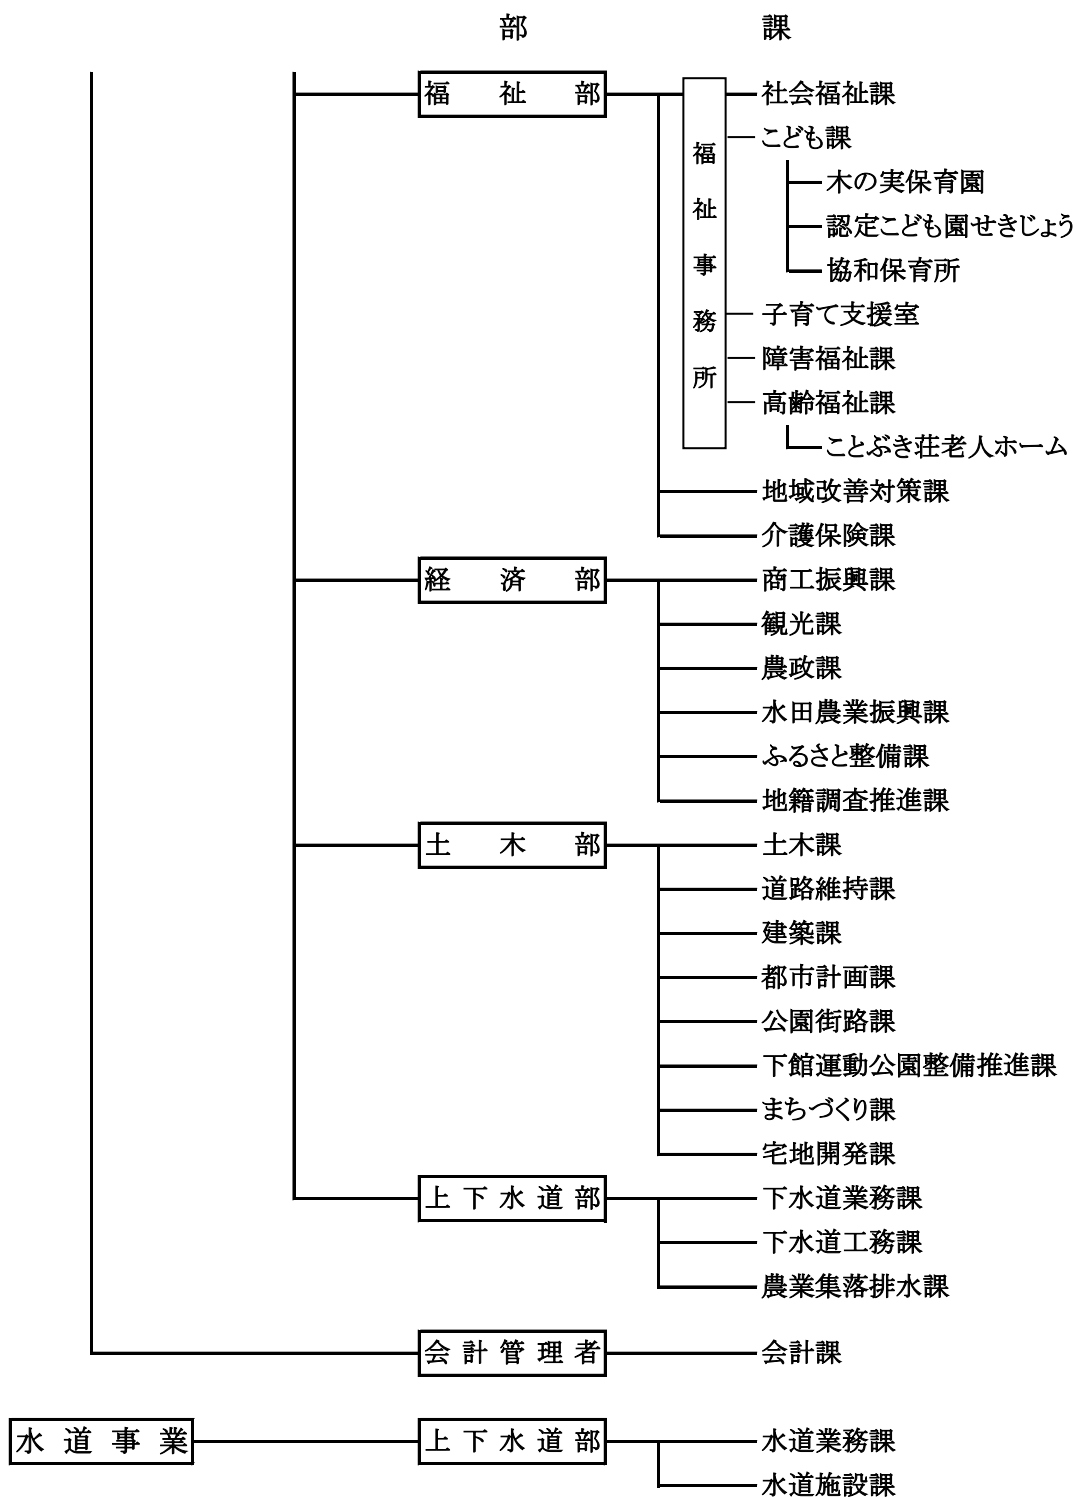 部 課
福祉部 社会福祉課
福祉事務所
こども課
木の実保育園
認定こども園せきじょう
協和保育所
子育て支援室
障害福祉課
高齢福祉課
ことぶき荘老人ホーム
地域改善対策課
介護保険課
経済部 商工振興課
観光課
農政課
水田農業振興課
ふるさと整備課
地籍調査推進課
土木部 土木課
道路維持課
建築課
都市計画課
公園街路課
下館運動公園整備推進課
まちづくり課
宅地開発課
上下水道部 下水道業務課
下水道工務課
農業集落排水課
会計管理者 会計課
水道事業 上下水道部 水道業務課
水道施設課